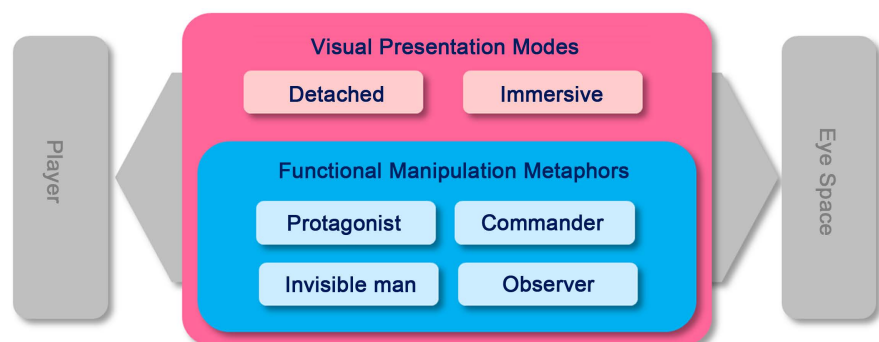 Player
Visual Presentation Modes
Detached
Immersive
Functional Manipulation Metaphors
Protagonist
Commander
Invisible man
Observer
Eye Space